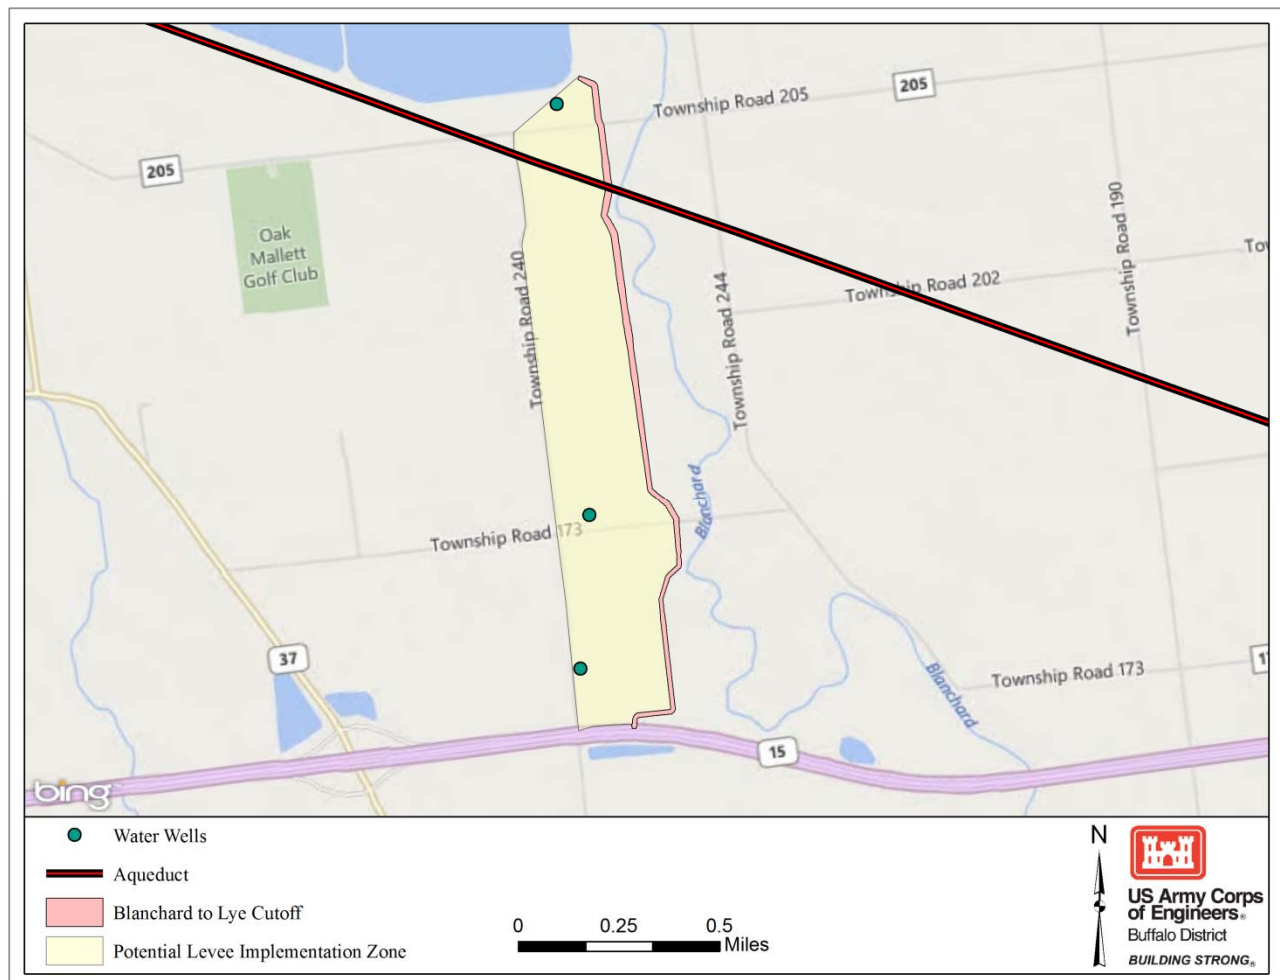 205
Township Road 205
205
Oak
Mallett
Golf Club
Township Road 240
Township Road 244
Township Road 190
Township Road 202
Blanchard
Township Road 173
37
Blanchard
Township Road 173
15
bing
Water Wells
Aqueduct
Blanchard to Lye Cutoff
Potential Levee Implementation Zone
0 0.25 0.5
Miles
N
US Army Corps
of Engineers®
Buffalo District
BUILDING STRONG®